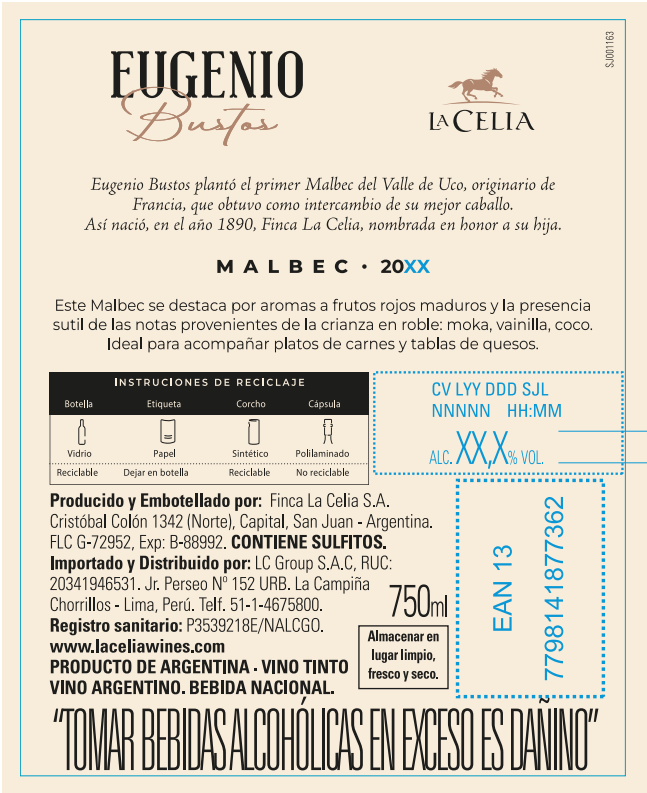 SJ001163
EUGENIO
Bustos
LA CELIA
Eugenio Bustos plantó el primer Malbec del Valle de Uco, originario de
Francia, que obtuvo como intercambio de su mejor caballo.
Así nació, en el año 1890, Finca La Celia, nombrada en honor a su hija.
MALBEC · 20XX
Este Malbec se destaca por aromas a frutos rojos maduros y la presencia
sutil de las notas provenientes de la crianza en roble: moka, vainilla, coco.
Ideal para acompañar platos de carnes y tablas de quesos.
INSTRUCIONES DE RECICLAJE
Botella Etiqueta Corcho Cápsula
Vidrio Papel Sintético Polilaminado
Reciclable Dejar en botella Reciclable No reciclable
CV LYY DDD SJL
NNNNN HH:MM
ALC. XX,X% VOL.
Producido y Embotellado por: Finca La Celia S.A.
Cristóbal Colón 1342 (Norte), Capital, San Juan - Argentina.
FLC G-72952, Exp: B-88992. CONTIENE SULFITOS.
Importado y Distribuido por: LC Group S.A.C, RUC:
20341946531. Jr. Perseo Nº 152 URB. La Campiña
Chorrillos - Lima, Perú. Telf. 51-1-4675800.
Registro sanitario: P3539218E/NALCGO.
www.laceliawines.com
PRODUCTO DE ARGENTINA - VINO TINTO
VINO ARGENTINO. BEBIDA NACIONAL.
750ml
Almacenar en
lugar limpio,
fresco y seco.
EAN 13
7798141877362
"TOMAR BEBIDAS ALCOHÓLICAS EN EXCESO ES DAÑINO"